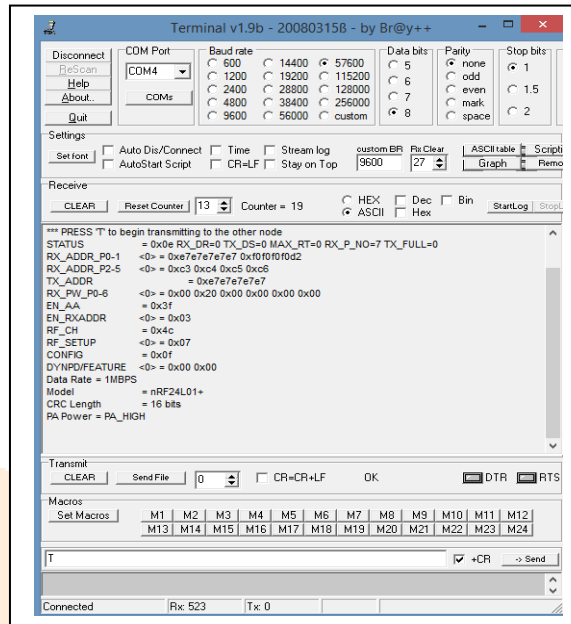 Terminal v1.9b - 20080315ß - by Br@y++
Disconnect
ReScan
Help
About..
Quit
COM Port
COM4
COMs
Baud rate
600 14400 57600
1200 19200 115200
2400 28800 128000
4800 38400 256000
9600 56000 custom
Data bits
5
6
7
8
Parity
none
odd
even
mark
space
Stop bits
1
1.5
2
Settings
Set font
Auto Dis/Connect Time Stream log
AutoStart Script CR=LF Stay on Top
custom BR Rx Clear
9600 27
ASCII table Scripti
Graph Remo
Receive
CLEAR Reset Counter 13 Counter = 19
HEX Dec Bin
ASCII Hex
StartLog StopL
*** PRESS 'T' to begin transmitting to the other node
STATUS = 0x0e RX_DR=0 TX_DS=0 MAX_RT=0 RX_P_NO=7 TX_FULL=0
RX_ADDR_P0-1 <0> = 0xe7e7e7e7e7 0xf0f0f0f0d2
RX_ADDR_P2-5 <0> = 0xc3 0xc4 0xc5 0xc6
TX_ADDR = 0xe7e7e7e7e7
RX_PW_P0-6 <0> = 0x00 0x20 0x00 0x00 0x00 0x00
EN_AA = 0x3f
EN_RXADDR <0> = 0x03
RF_CH = 0x4c
RF_SETUP <0> = 0x07
CONFIG = 0x0f
DYNPD/FEATURE <0> = 0x00 0x00
Data Rate = 1MBPS
Model = nRF24L01+
CRC Length = 16 bits
PA Power = PA_HIGH
Transmit
CLEAR Send File 0 CR=CR+LF OK DTR RTS
Macros
Set Macros
M1 M2 M3 M4 M5 M6 M7 M8 M9 M10 M11 M12
M13 M14 M15 M16 M17 M18 M19 M20 M21 M22 M23 M24
T +CR -> Send
Connected Rx: 523 Tx: 0